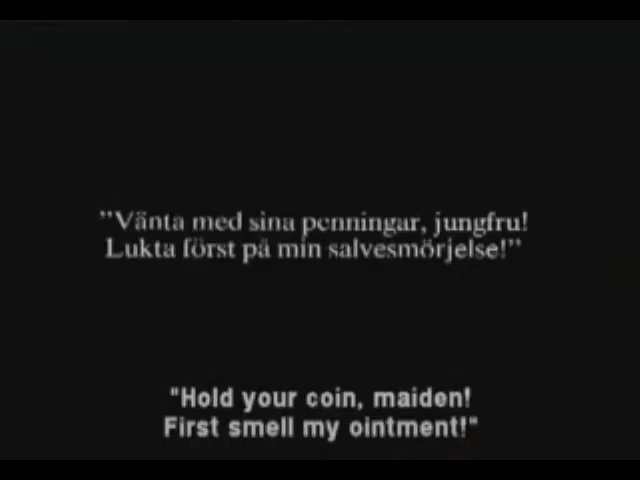 ”Vänta med sina penningar, jungfru!
Lukta först på min salvesmörjelse!”
"Hold your coin, maiden!
First smell my ointment!"